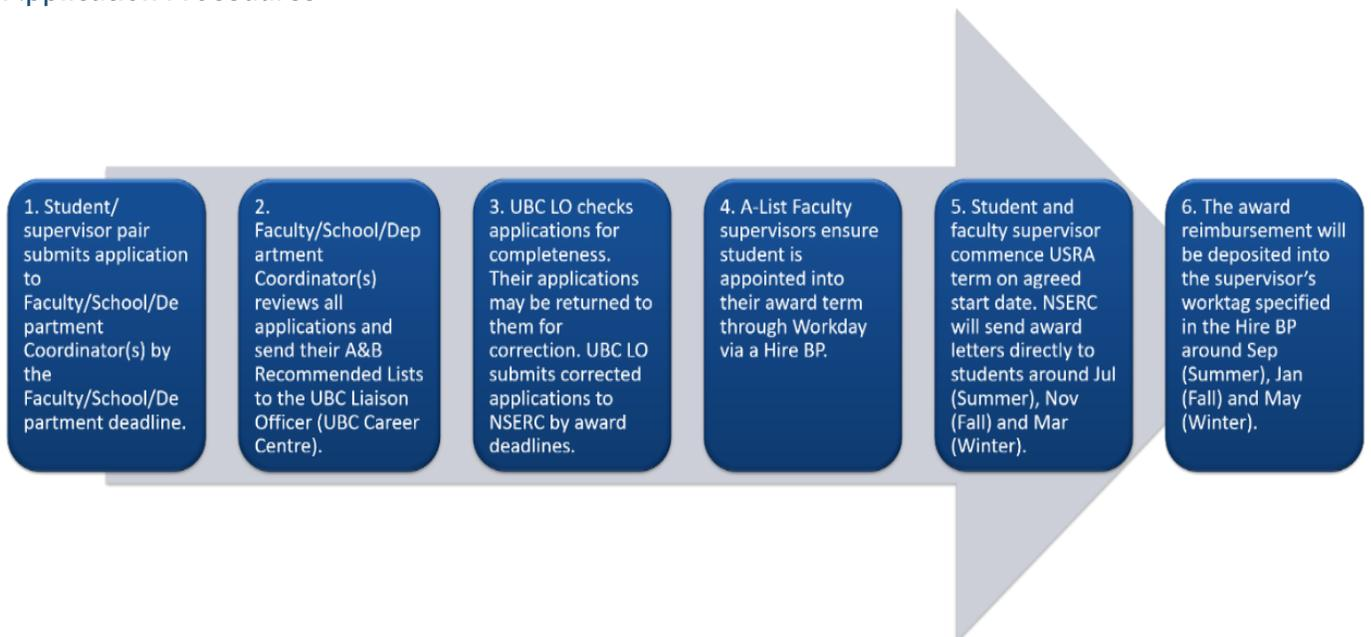 1. Student/
supervisor pair
submits application
to
Faculty/School/De
partment
Coordinator(s) by
the
Faculty/School/De
partment deadline.
2.
Faculty/School/Dep
artment
Coordinator(s)
reviews all
applications and
send their A&B
Recommended Lists
to the UBC Liaison
Officer (UBC Career
Centre).
3. UBC LO checks
applications for
completeness.
Their applications
may be returned to
them for
correction. UBC LO
submits corrected
applications to
NSERC by award
deadlines.
4. A-List Faculty
supervisors ensure
student is
appointed into
their award term
through Workday
via a Hire BP.
5. Student and
faculty supervisor
commence USRA
term on agreed
start date. NSERC
will send award
letters directly to
students around Jul
(Summer), Nov
(Fall) and Mar
(Winter).
6. The award
reimbursement will
be deposited into
the supervisor's
worktag specified
in the Hire BP
around Sep
(Summer), Jan
(Fall) and May
(Winter).